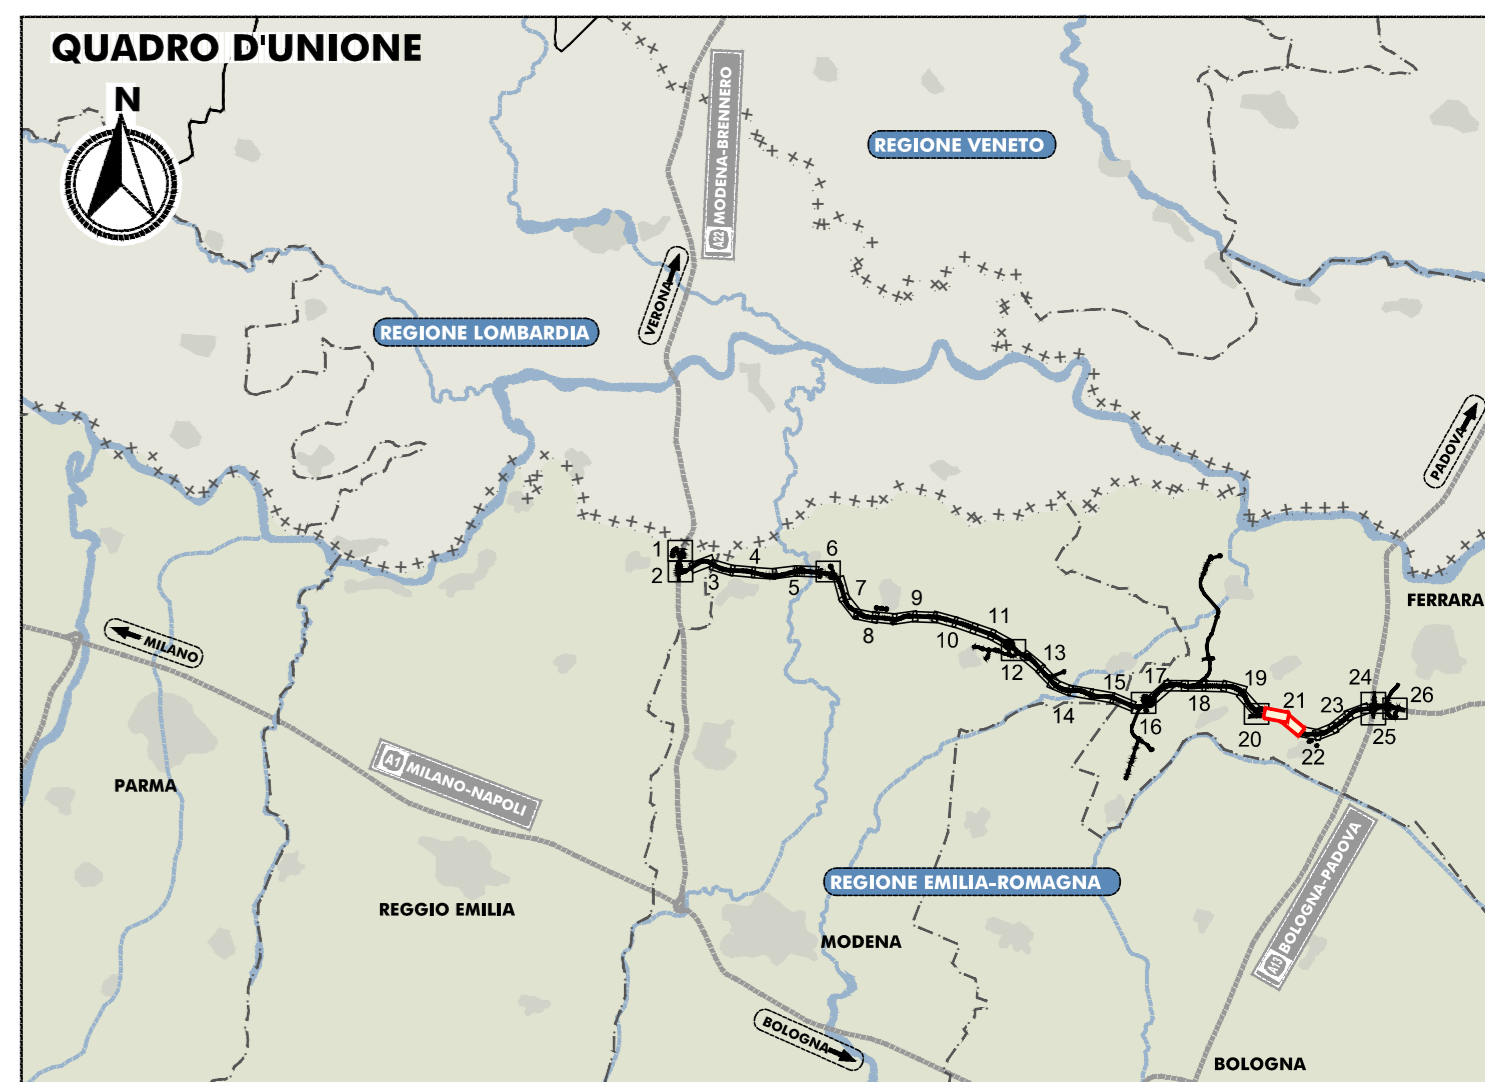 QUADRO D'UNIONE
N
A22 MODENA-BRENNERO
REGIONE VENETO
VERONA
REGIONE LOMBARDIA
PADOVA
1
2
3
4
5
6
7
8
9
10
11
12
13
14
15
16
17
18
19
20
21
22
23
24
25
26
FERRARA
MILANO
PARMA
A1 MILANO-NAPOLI
REGGIO EMILIA
REGIONE EMILIA-ROMAGNA
MODENA
A13 BOLOGNA-PADOVA
BOLOGNA
BOLOGNA